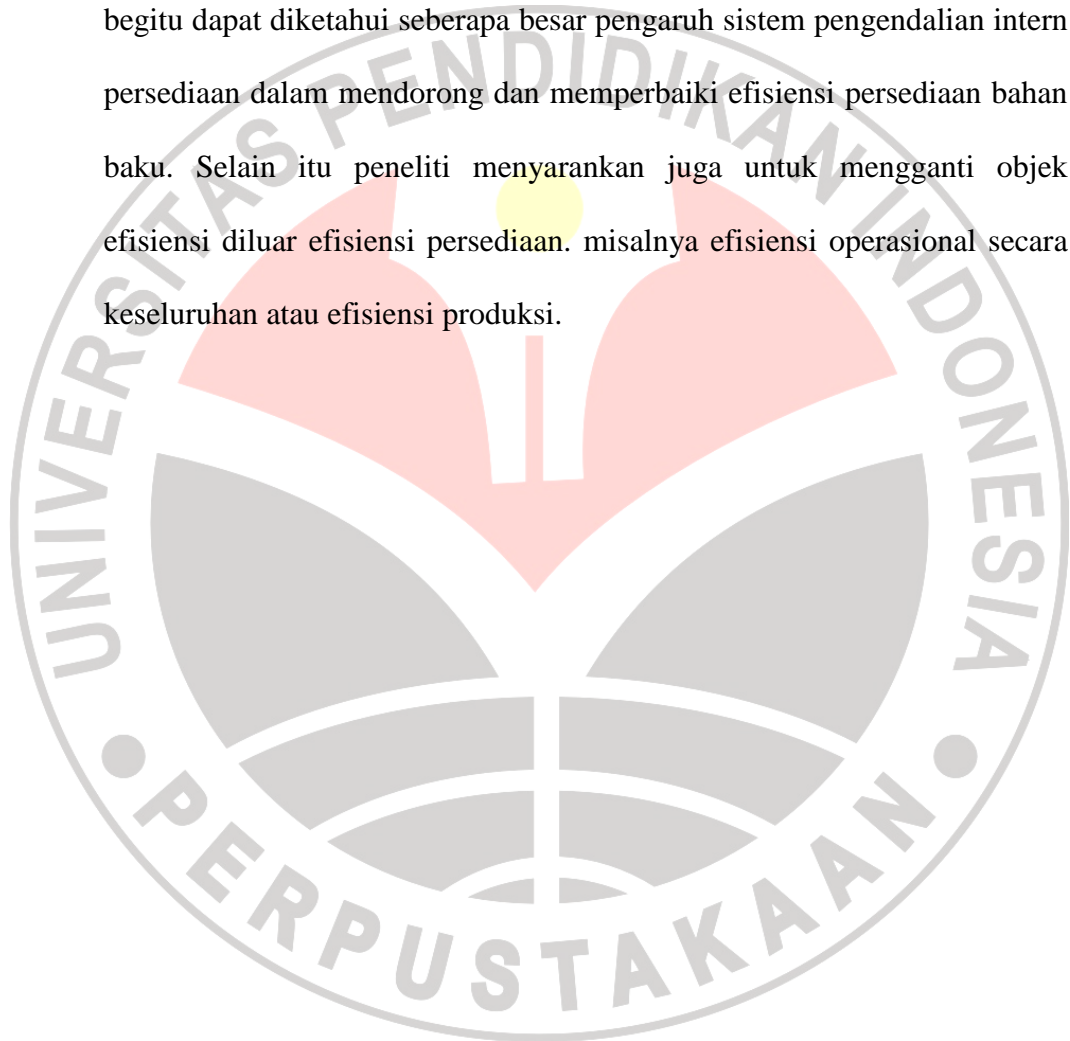 begitu dapat diketahui seberapa besar pengaruh sistem pengendalian intern
persediaan dalam mendorong dan memperbaiki efisiensi persediaan bahan
baku. Selain itu peneliti menyarankan juga untuk mengganti objek
efisiensi diluar efisiensi persediaan. misalnya efisiensi operasional secara
keseluruhan atau efisiensi produksi.
UNIVERSITAS PENDIDIKAN INDONESIA
PERPUSTAKAAN